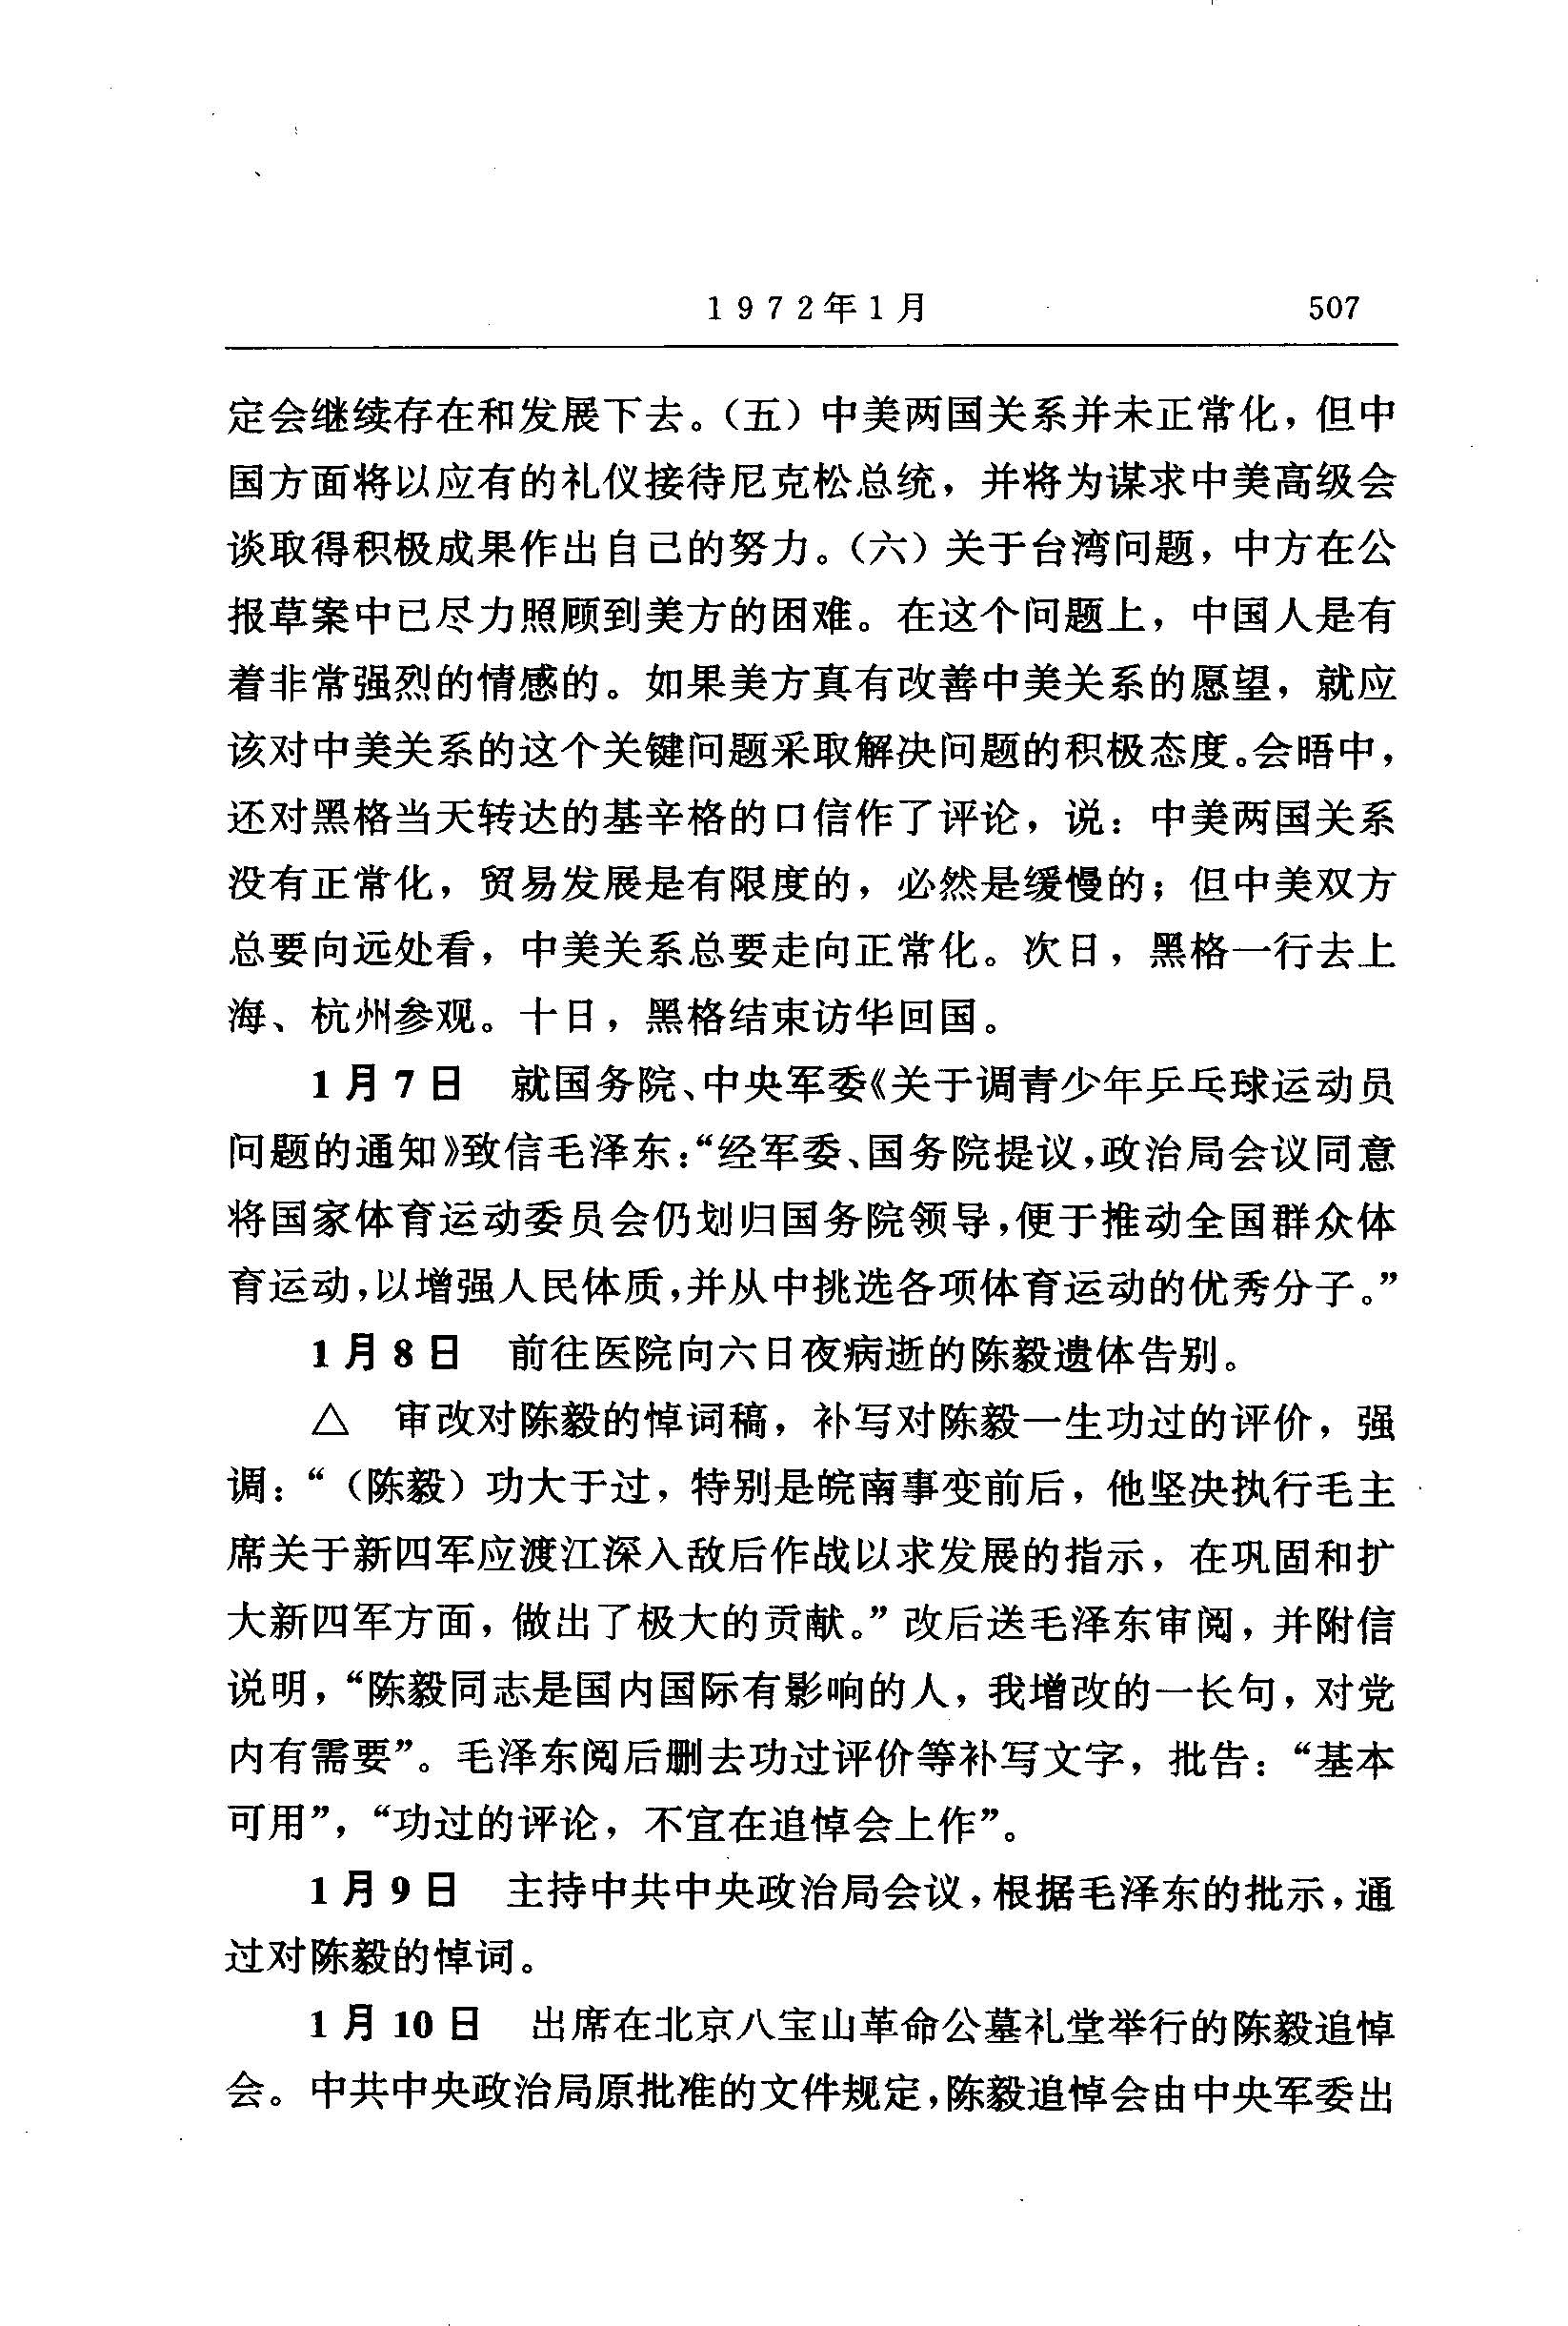 1972年1月 507
定会继续存在和发展下去。（五）中美两国关系并未正常化，但中
国方面将以应有的礼仪接待尼克松总统，并将为谋求中美高级会
谈取得积极成果作出自己的努力。（六）关于台湾问题，中方在公
报草案中已尽力照顾到美方的困难。在这个问题上，中国人是有
着非常强烈的情感的。如果美方真有改善中美关系的愿望，就应
该对中美关系的这个关键问题采取解决问题的积极态度。会晤中，
还对黑格当天转达的基辛格的口信作了评论，说：中美两国关系
没有正常化，贸易发展是有限度的，必然是缓慢的；但中美双方
总要向远处看，中美关系总要走向正常化。次日，黑格一行去上
海、杭州参观。十日，黑格结束访华回国。
1月7日 就国务院、中央军委《关于调青少年乒乓球运动员
问题的通知》致信毛泽东：“经军委、国务院提议，政治局会议同意
将国家体育运动委员会仍划归国务院领导，便于推动全国群众体
育运动，以增强人民体质，并从中挑选各项体育运动的优秀分子。”
1月8日 前往医院向六日夜病逝的陈毅遗体告别。
△ 审改对陈毅的悼词稿，补写对陈毅一生功过的评价，强
调：“（陈毅）功大于过，特别是皖南事变前后，他坚决执行毛主
席关于新四军应渡江深入敌后作战以求发展的指示，在巩固和扩
大新四军方面，做出了极大的贡献。”改后送毛泽东审阅，并附信
说明，“陈毅同志是国内国际有影响的人，我增改的一长句，对党
内有需要”。毛泽东阅后删去功过评价等补写文字，批告：“基本
可用”，“功过的评论，不宜在追悼会上作”。
1月9日 主持中共中央政治局会议，根据毛泽东的批示，通
过对陈毅的悼词。
1月10日 出席在北京八宝山革命公墓礼堂举行的陈毅追悼
会。中共中央政治局原批准的文件规定，陈毅追悼会由中央军委出